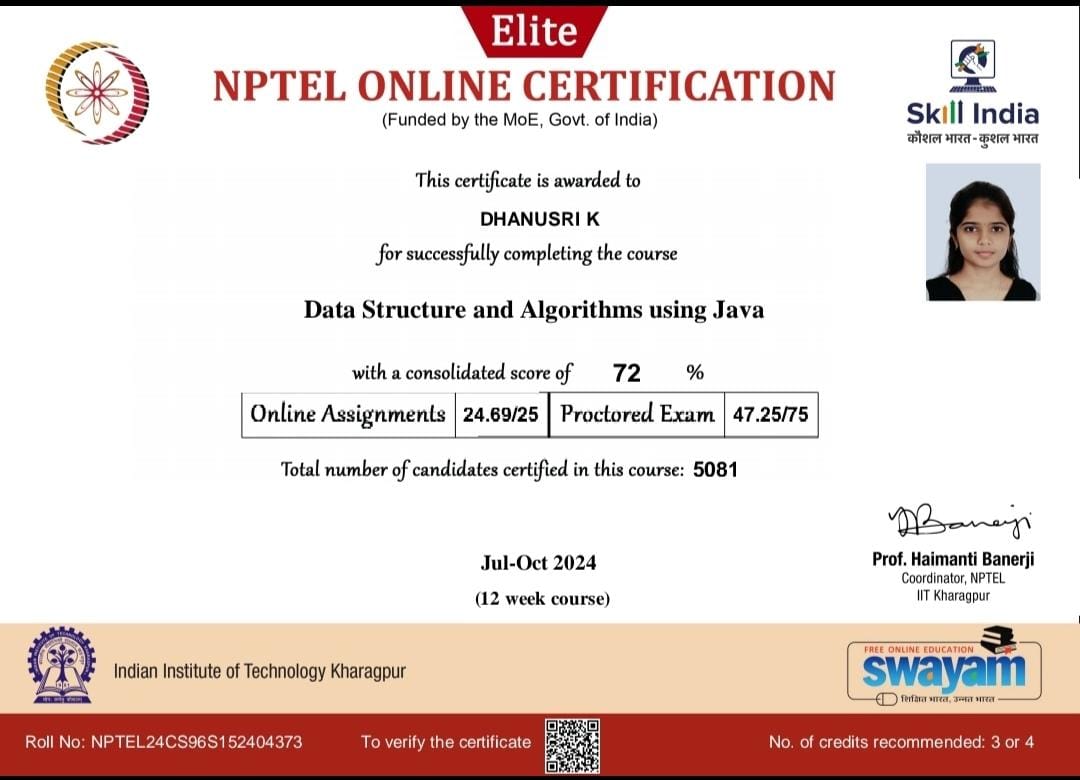 Elite
NPTEL ONLINE CERTIFICATION
(Funded by the MoE, Govt. of India)
Skill India
कौशल भारत - कुशल भारत
This certificate is awarded to
DHANUSRI K
for successfully completing the course
Data Structure and Algorithms using Java
with a consolidated score of 72 %
Online Assignments 24.69/25 Proctored Exam 47.25/75
Total number of candidates certified in this course: 5081
Jul-Oct 2024
(12 week course)
Prof. Haimanti Banerji
Coordinator, NPTEL
IIT Kharagpur
Indian Institute of Technology Kharagpur
FREE ONLINE EDUCATION
swayam
शिक्षित भारत, उन्नत भारत
Roll No: NPTEL24CS96S152404373
To verify the certificate
No. of credits recommended: 3 or 4